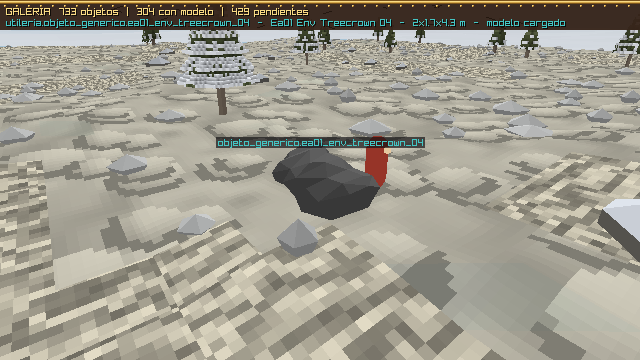 GALERIA 733 objetos | 304 con modelo | 429 pendientes
utileria:objeto_generico.ea01_env_treecrown_04 - Ea01 Env Treecrown 04 - 2x1.7x4.3 m - modelo cargado
objeto_generico.ea01_env_treecrown_04